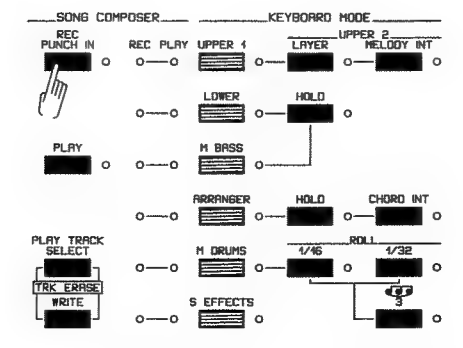 SONG COMPOSER KEYBOARD MODE
REC UPPER 2
PUNCH IN REC PLAY UPPER 1 LAYER MELODY INT
LOWER HOLD
PLAY M BASS
ARRANGER HOLD CHORD INT
PLAY TRACK ROLL
SELECT M DRUMS 1/16 1/32
TRK ERASE
WRITE S EFFECTS 3